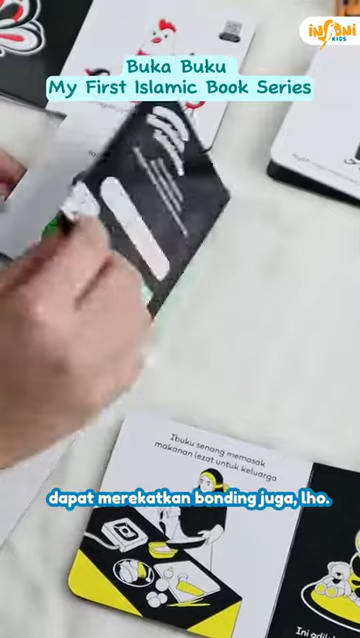 INSANI
KIDS
Buka Buku
My First Islamic Book Series
Ibuku senang memasak
makanan lezat untuk keluarga
dapat merekatkan bonding juga, lho.